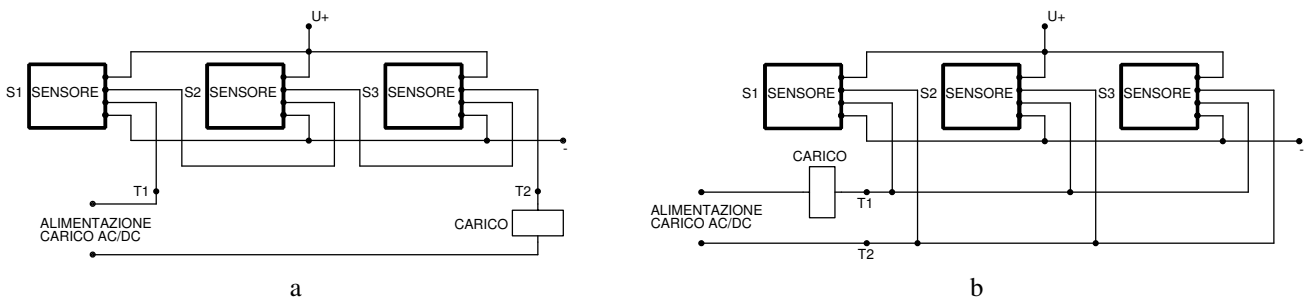 U+
S1
SENSORE
S2
SENSORE
S3
SENSORE
-
T1
T2
ALIMENTAZIONE
CARICO AC/DC
CARICO
a
U+
S1
SENSORE
S2
SENSORE
S3
SENSORE
-
CARICO
T1
ALIMENTAZIONE
CARICO AC/DC
T2
b